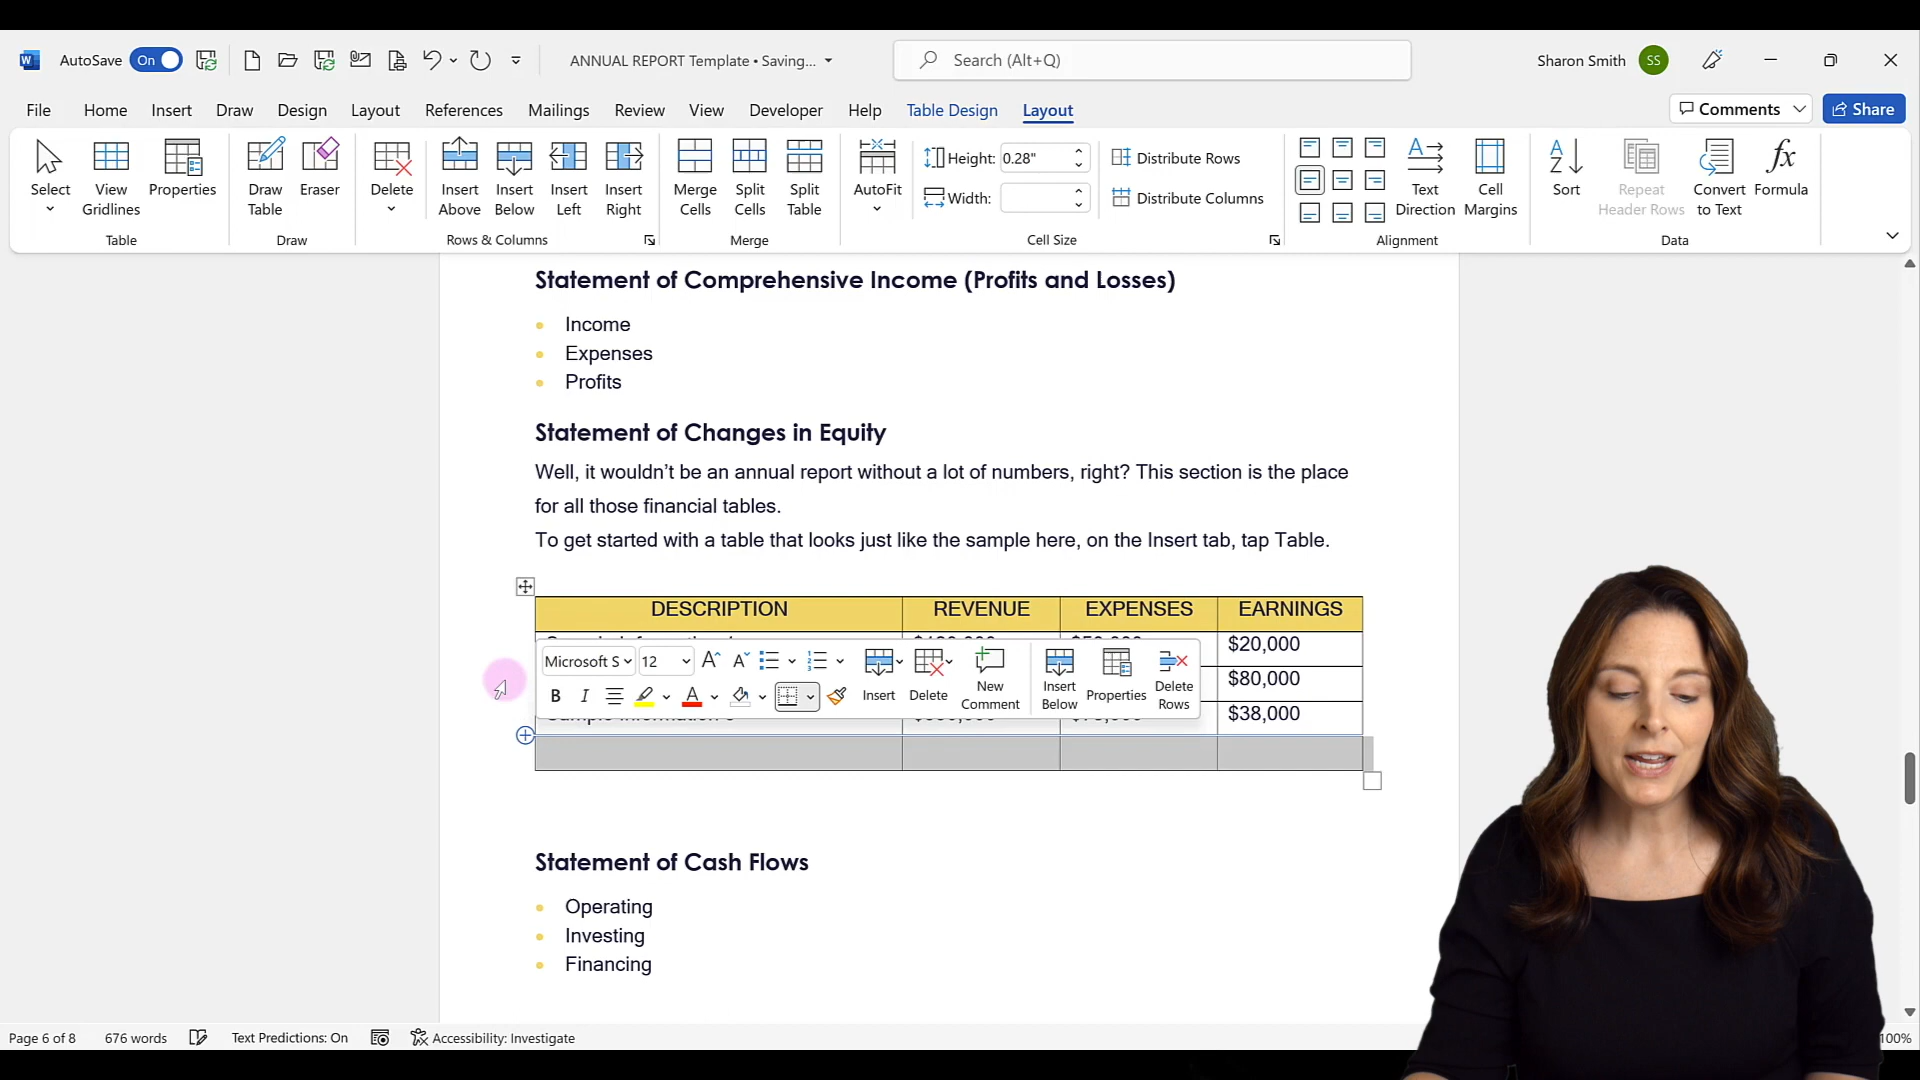 AutoSave On ANNUAL REPORT Template • Saving... Search (Alt+Q) Sharon Smith SS
File Home Insert Draw Design Layout References Mailings Review View Developer Help Table Design Layout Comments Share
Select View Gridlines Properties Draw Table Eraser Delete Insert Above Insert Below Insert Left Insert Right Merge Cells Split Cells Split Table AutoFit Height: 0.28" Distribute Rows Text Direction Cell Margins Sort Repeat Header Rows Convert to Text Formula
Width: Distribute Columns
Table Draw Rows & Columns Merge Cell Size Alignment Data
Statement of Comprehensive Income (Profits and Losses)
Income
Expenses
Profits
Statement of Changes in Equity
Well, it wouldn't be an annual report without a lot of numbers, right? This section is the place
for all those financial tables.
To get started with a table that looks just like the sample here, on the Insert tab, tap Table.
DESCRIPTION REVENUE EXPENSES EARNINGS
$20,000
Microsoft S 12
$80,000
B I A Insert Delete New Comment Insert Below Properties Delete Rows
$38,000
Statement of Cash Flows
Operating
Investing
Financing
Page 6 of 8 676 words Text Predictions: On Accessibility: Investigate 100%